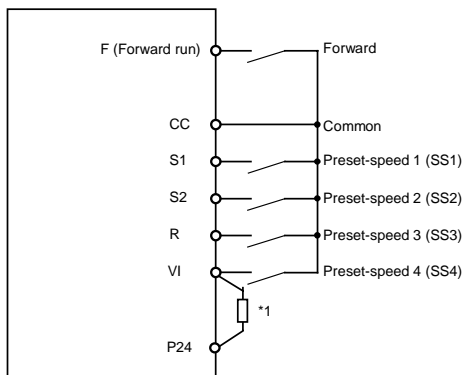 F (Forward run) Forward
CC Common
S1 Preset-speed 1 (SS1)
S2 Preset-speed 2 (SS2)
R Preset-speed 3 (SS3)
VI Preset-speed 4 (SS4)
*1
P24